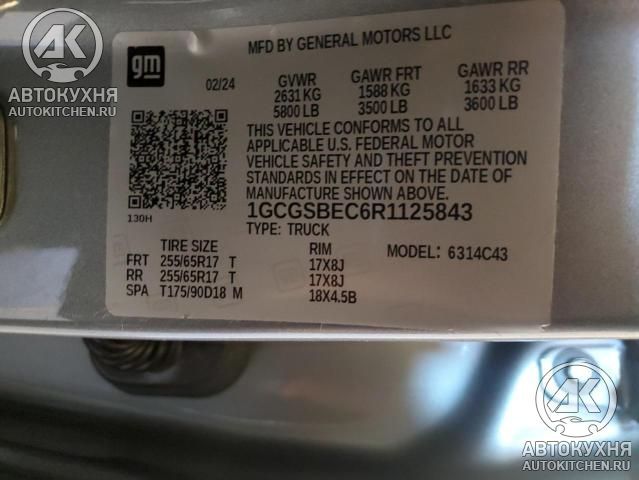 AK
АВТОКУХНЯ
AUTOKITCHEN.RU
gm
MFD BY GENERAL MOTORS LLC
02/24
GVWR GAWR FRT GAWR RR
2631 KG 1588 KG 1633 KG
5800 LB 3500 LB 3600 LB
THIS VEHICLE CONFORMS TO ALL
APPLICABLE U.S. FEDERAL MOTOR
VEHICLE SAFETY AND THEFT PREVENTION
STANDARDS IN EFFECT ON THE DATE OF
MANUFACTURE SHOWN ABOVE.
130H
1GCGSBEC6R1125843
TYPE: TRUCK
TIRE SIZE RIM MODEL: 6314C43
FRT 255/65R17 T 17X8J
RR 255/65R17 T 17X8J
SPA T175/90D18 M 18X4.5B
AK
АВТОКУХНЯ
AUTOKITCHEN.RU